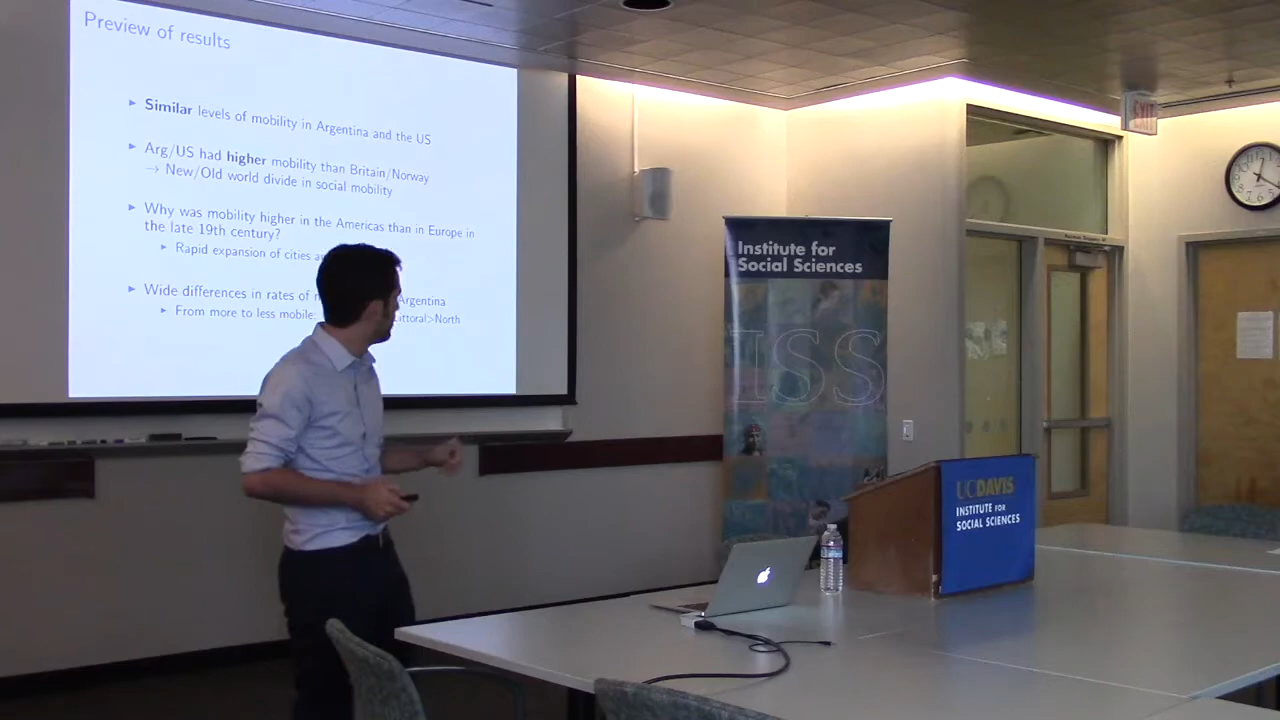 Preview of results
▸ Similar levels of mobility in Argentina and the US
▸ Arg/US had higher mobility than Britain/Norway
→ New/Old world divide in social mobility
▸ Why was mobility higher in the Americas than in Europe in
the late 19th century?
▸ Rapid expansion of cities
▸ Wide differences in rates of Argentina
▸ From more to less mobile: Littoral>North
Institute for
Social Sciences
ISS
EXIT
UCDAVIS
INSTITUTE FOR
SOCIAL SCIENCES